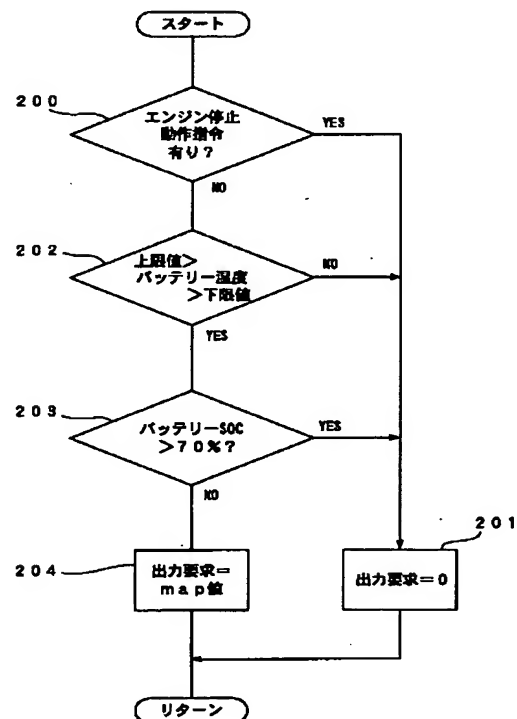 スタート
200
エンジン停止
動作指令
有り?
YES
NO
202
上限値>
バッテリー温度
>下限値
NO
YES
203
バッテリーSOC
>70%?
YES
NO
201
204
出力要求=
map値
出力要求=0
リターン